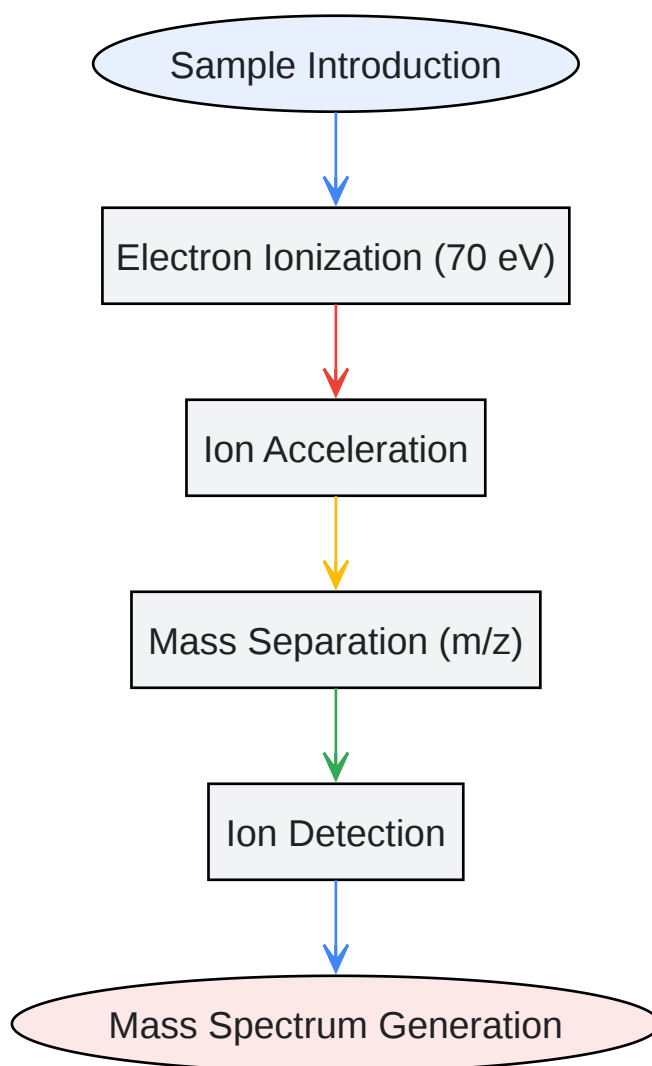 Sample Introduction
Electron Ionization (70 eV)
Ion Acceleration
Mass Separation (m/z)
Ion Detection
Mass Spectrum Generation